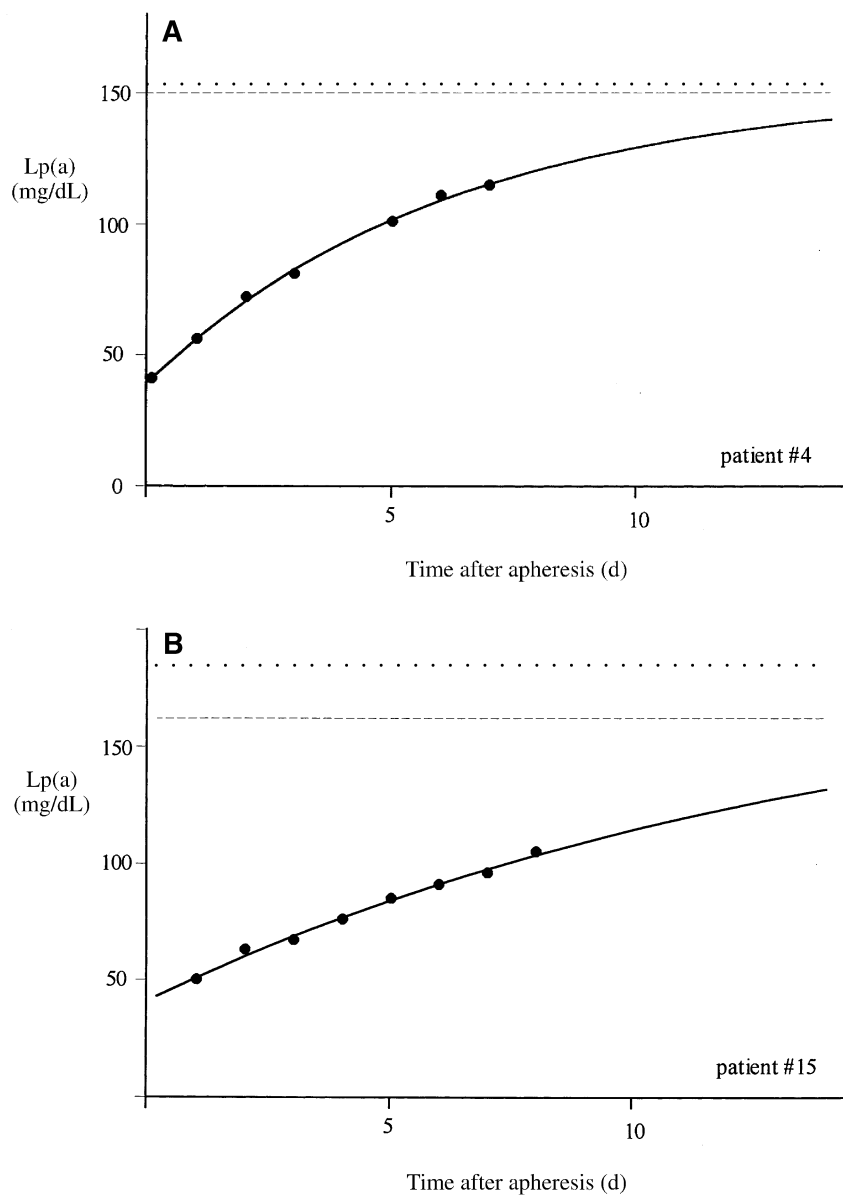 A
150
Lp(a)
(mg/dL)
100
50
patient #4
0
5
10
Time after apheresis (d)
B
150
Lp(a)
(mg/dL)
100
50
patient #15
5
10
Time after apheresis (d)